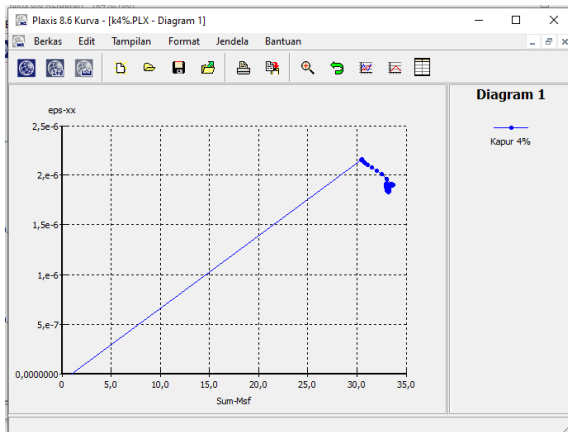 Plaxis 8.6 Kurva - [k4%.PLX - Diagram 1]
Berkas Edit Tampilan Format Jendela Bantuan
Diagram 1
Kapur 4%
eps-xx
2,5e-6
2,e-6
1,5e-6
1,e-6
5,e-7
0,0000000
0 5,0 10,0 15,0 20,0 25,0 30,0 35,0
Sum-Msf